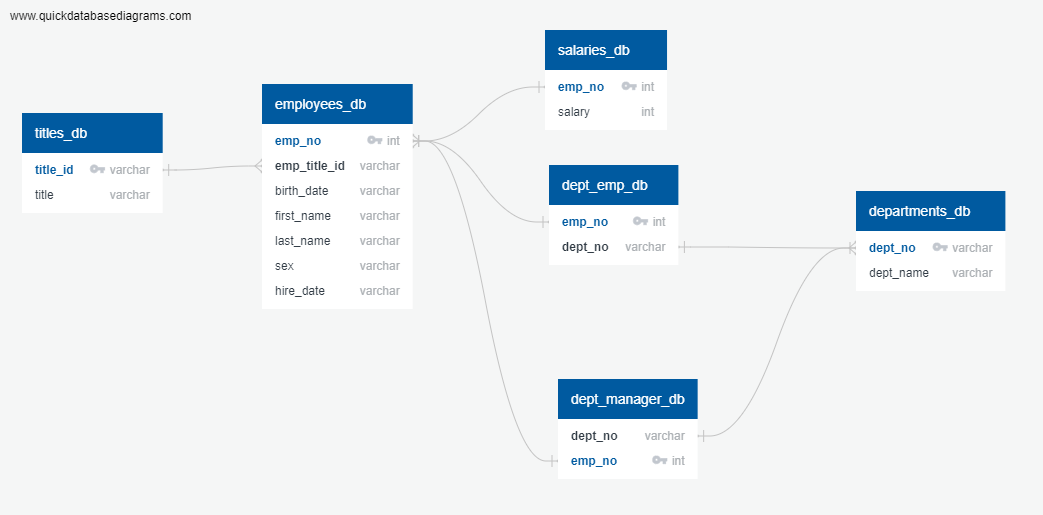 www.quickdatabasediagrams.com
titles_db
title_id varchar
title varchar
employees_db
emp_no int
emp_title_id varchar
birth_date varchar
first_name varchar
last_name varchar
sex varchar
hire_date varchar
salaries_db
emp_no int
salary int
dept_emp_db
emp_no int
dept_no varchar
departments_db
dept_no varchar
dept_name varchar
dept_manager_db
dept_no varchar
emp_no int